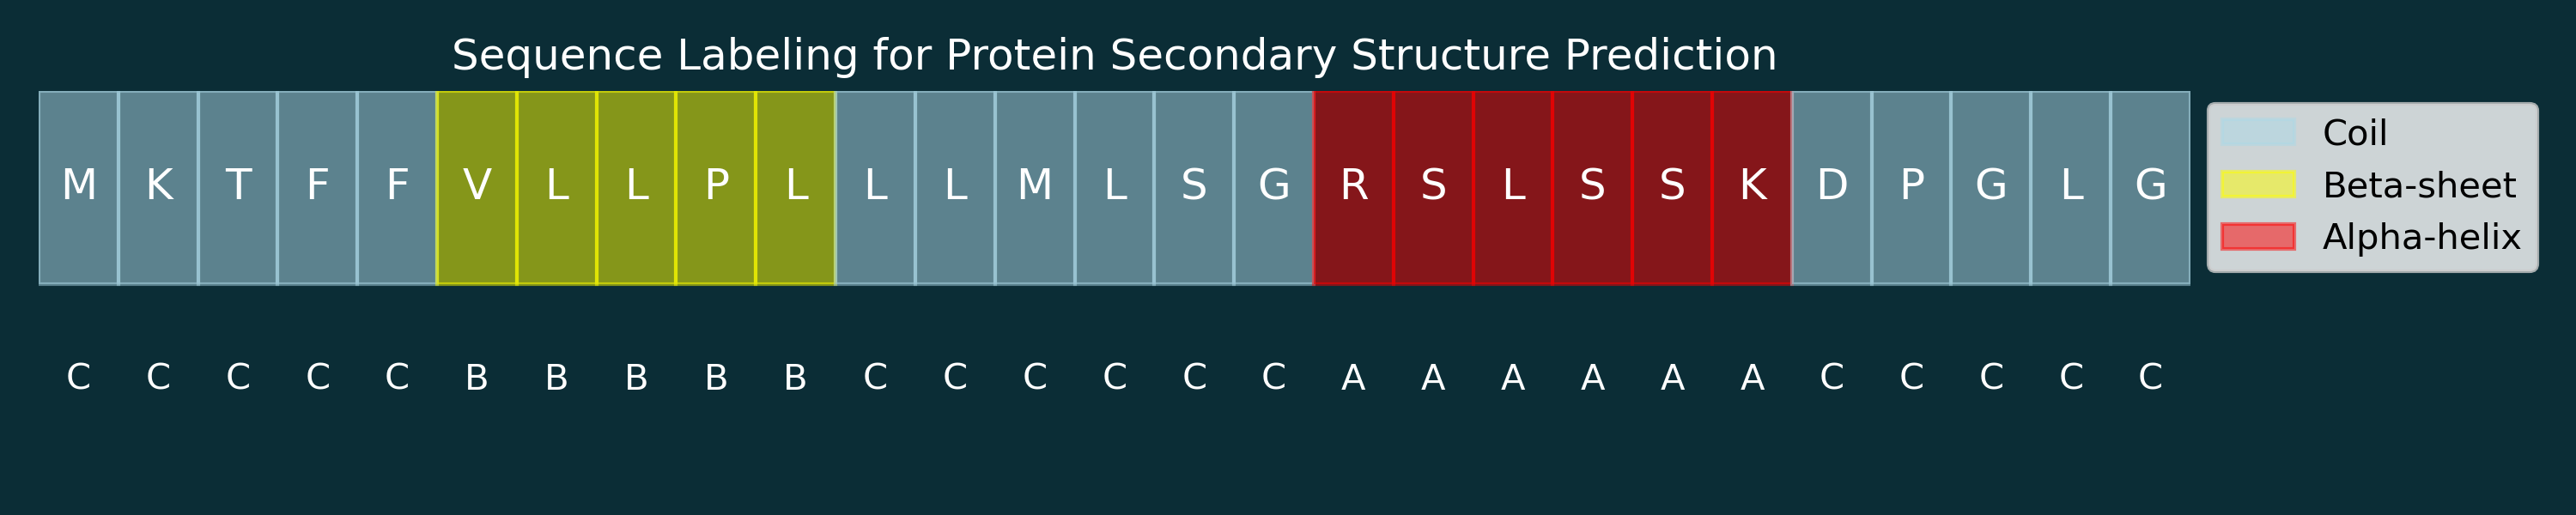 Sequence Labeling for Protein Secondary Structure Prediction
M K T F F V L L P L L L M L S G R S L S S K D P G L G
Coil
Beta-sheet
Alpha-helix
C C C C C B B B B B C C C C C C A A A A A A C C C C C